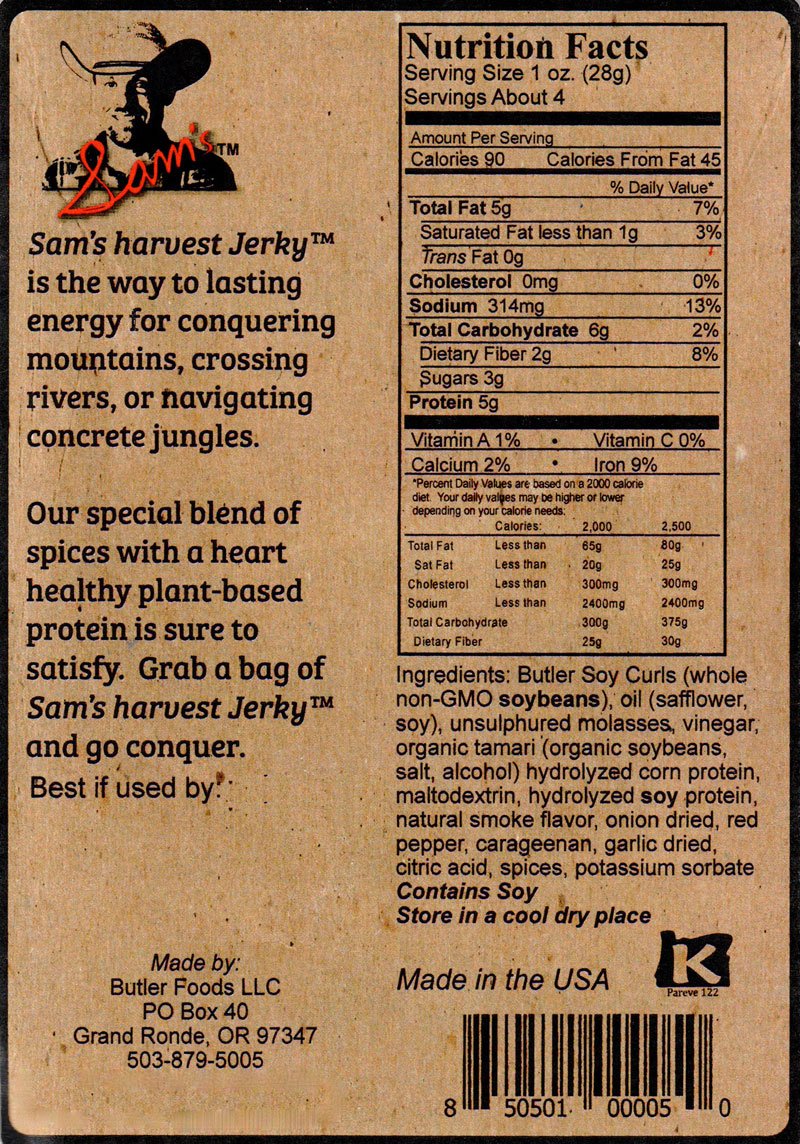 Sam's™
Sam's harvest Jerky™
is the way to lasting
energy for conquering
mountains, crossing
rivers, or navigating
concrete jungles.
Our special blend of
spices with a heart
healthy plant-based
protein is sure to
satisfy. Grab a bag of
Sam's harvest Jerky™
and go conquer.
Best if used by:
Made by:
Butler Foods LLC
PO Box 40
Grand Ronde, OR 97347
503-879-5005
Nutrition Facts
Serving Size 1 oz. (28g)
Servings About 4
Amount Per Serving
Calories 90 Calories From Fat 45
% Daily Value*
Total Fat 5g 7%
Saturated Fat less than 1g 3%
Trans Fat 0g
Cholesterol 0mg 0%
Sodium 314mg 13%
Total Carbohydrate 6g 2%
Dietary Fiber 2g 8%
Sugars 3g
Protein 5g
Vitamin A 1% • Vitamin C 0%
Calcium 2% • Iron 9%
*Percent Daily Values are based on a 2000 calorie
diet. Your daily values may be higher or lower
depending on your calorie needs:
Calories: 2,000 2,500
Total Fat Less than 65g 80g
Sat Fat Less than 20g 25g
Cholesterol Less than 300mg 300mg
Sodium Less than 2400mg 2400mg
Total Carbohydrate 300g 375g
Dietary Fiber 25g 30g
Ingredients: Butler Soy Curls (whole
non-GMO soybeans), oil (safflower,
soy), unsulphured molasses, vinegar,
organic tamari (organic soybeans,
salt, alcohol) hydrolyzed corn protein,
maltodextrin, hydrolyzed soy protein,
natural smoke flavor, onion dried, red
pepper, carageenan, garlic dried,
citric acid, spices, potassium sorbate
Contains Soy
Store in a cool dry place
Made in the USA
K
Pareve 122
8 50501 00005 0